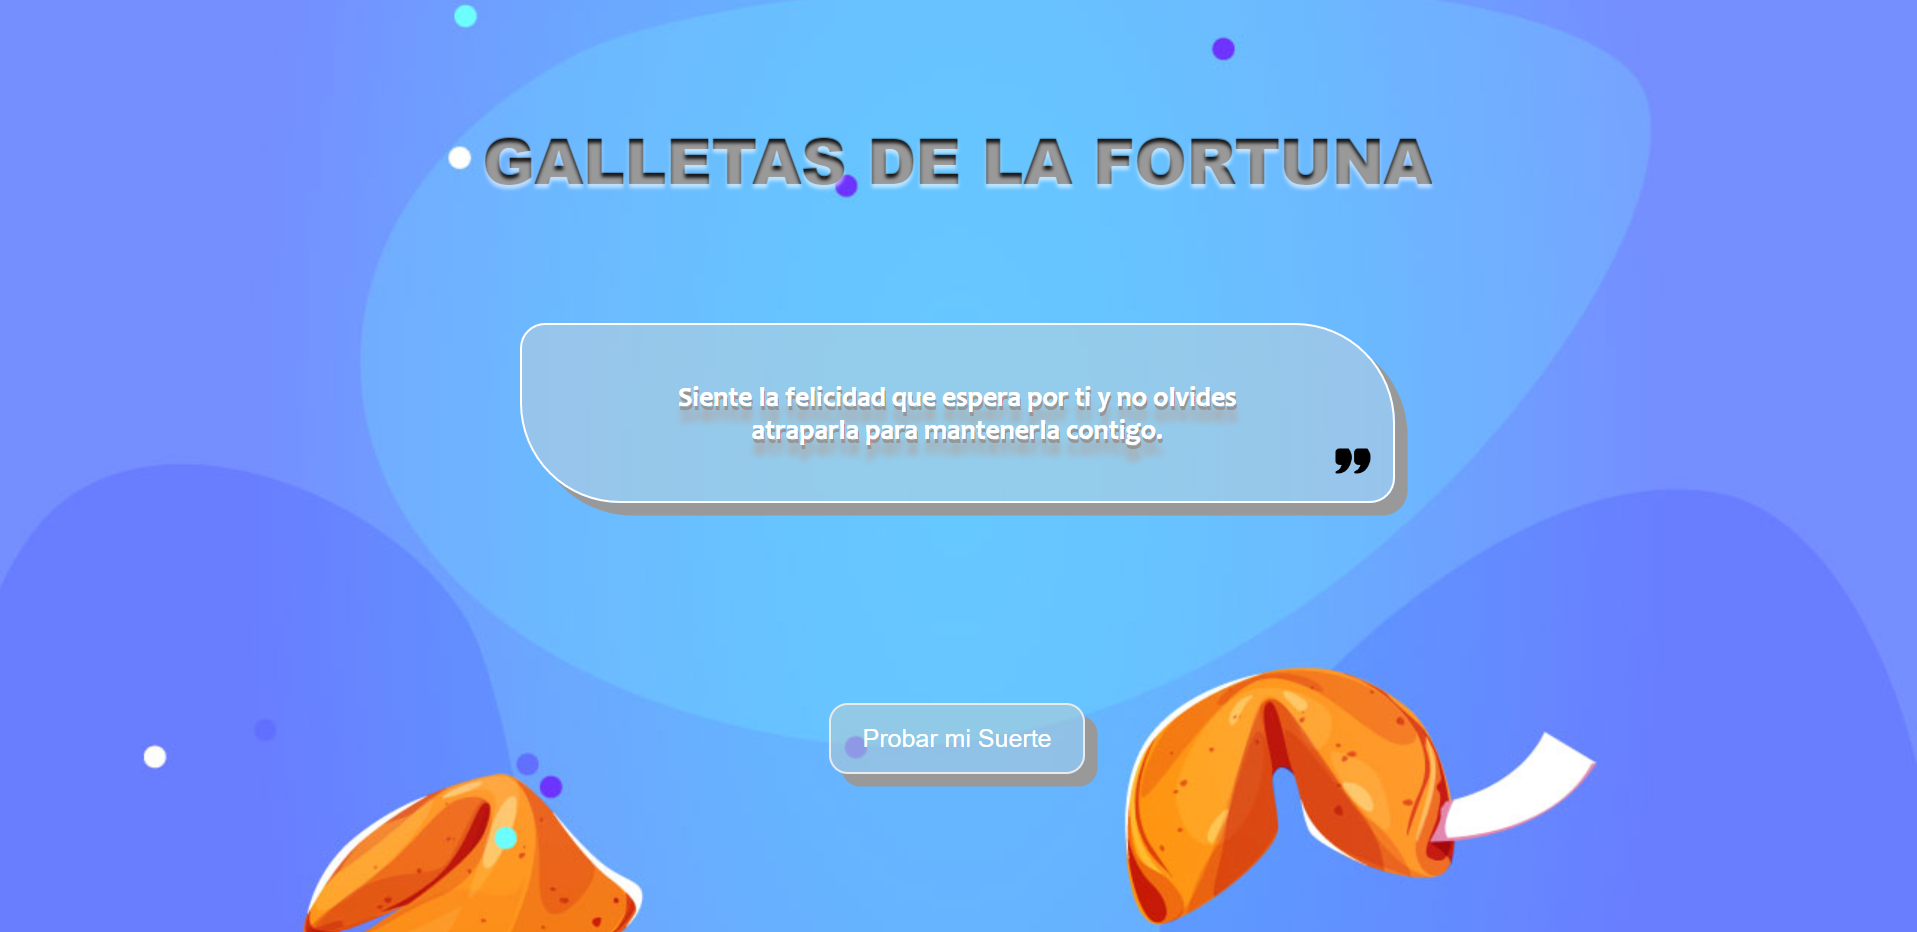 GALLETAS DE LA FORTUNA
Siente la felicidad que espera por ti y no olvides
atraparla para mantenerla contigo.
”
Probar mi Suerte